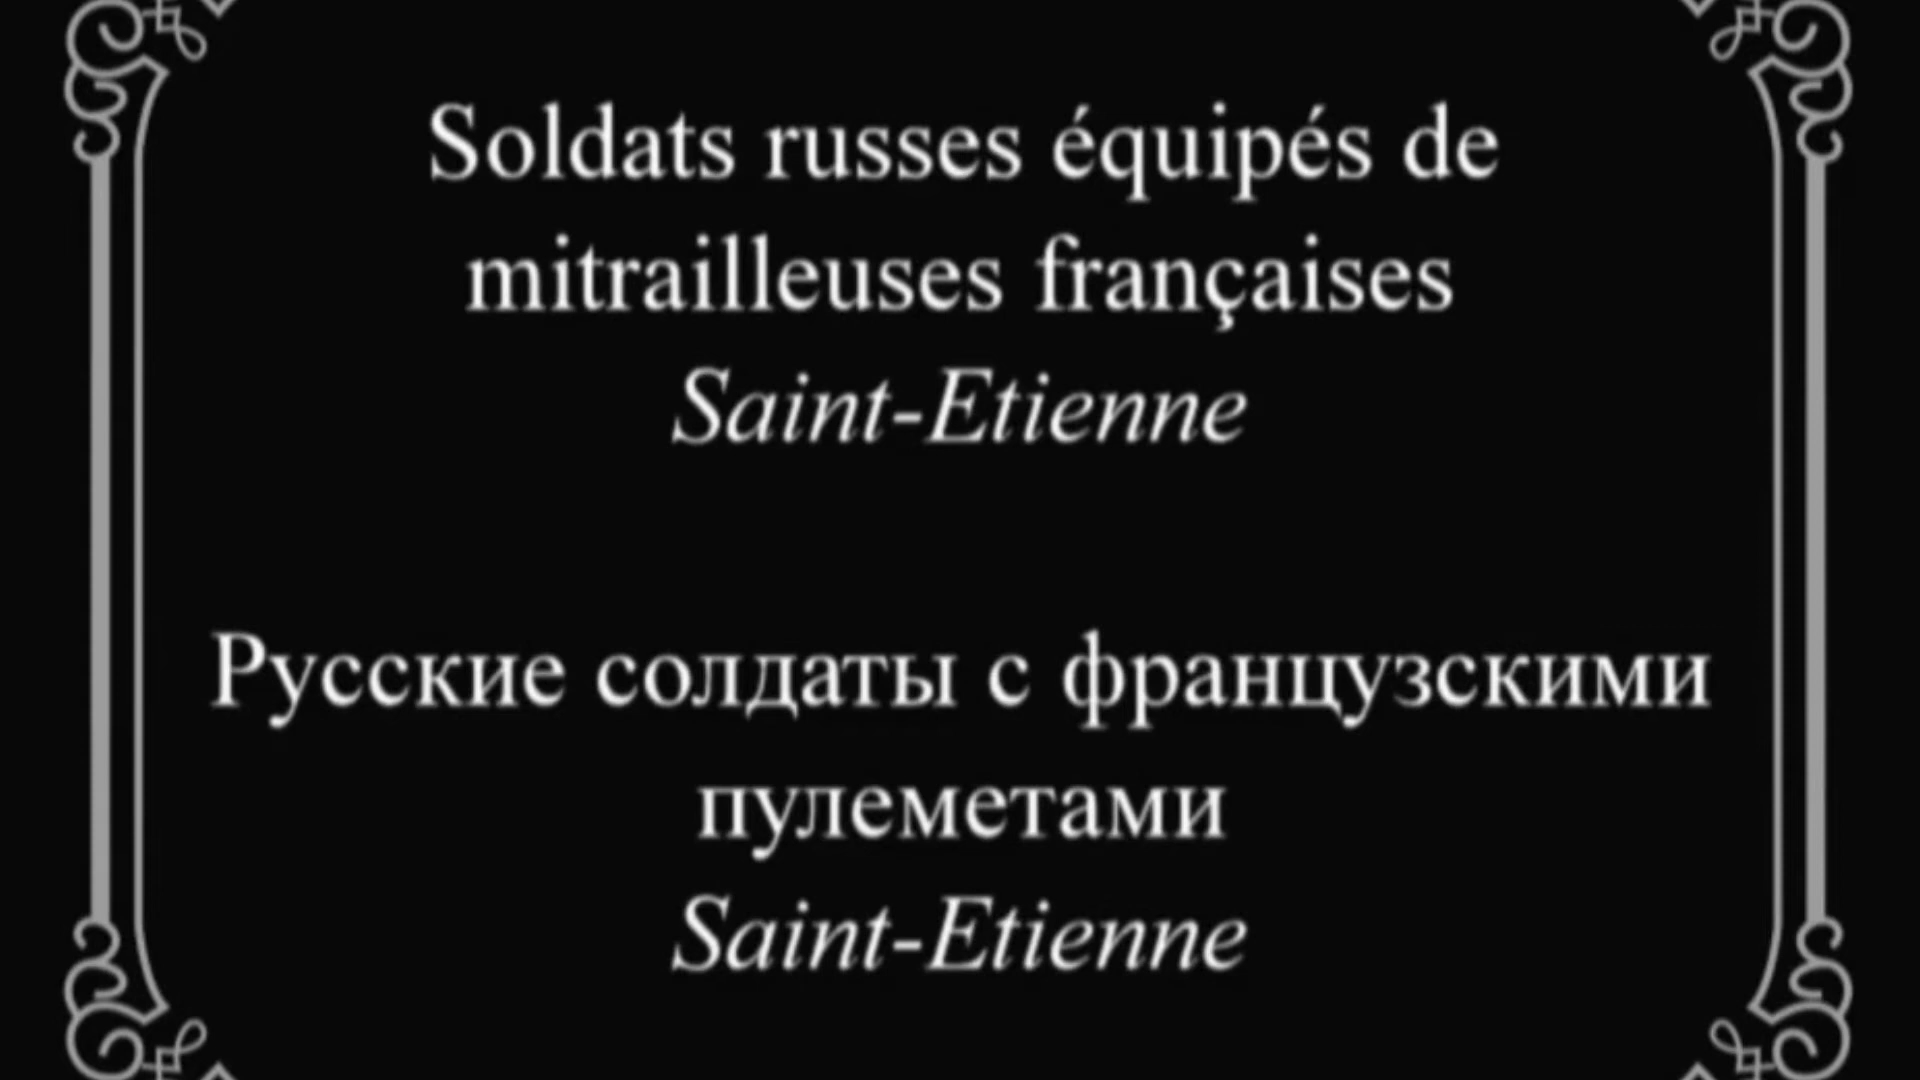 Soldats russes équipés de
mitrailleuses françaises
Saint-Etienne
Русские солдаты с французскими
пулеметами
Saint-Etienne